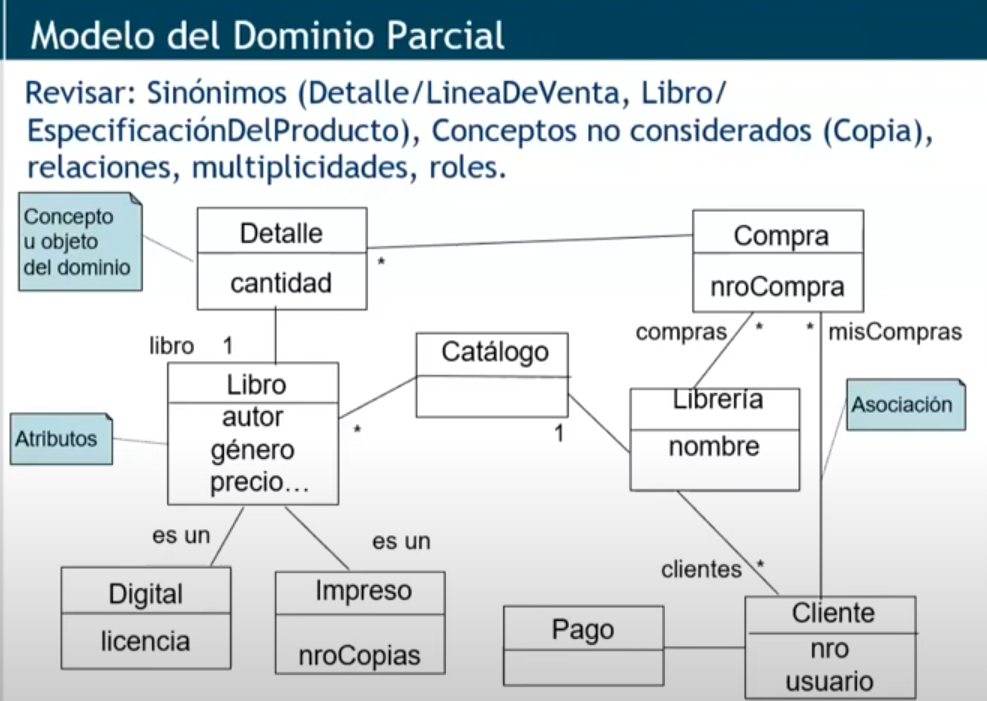 Modelo del Dominio Parcial
Revisar: Sinónimos (Detalle/LineaDeVenta, Libro/
EspecificaciónDelProducto), Conceptos no considerados (Copia),
relaciones, multiplicidades, roles.
Concepto
u objeto
del dominio
Detalle
cantidad
*
Compra
nroCompra
compras
*
*
misCompras
libro
1
Libro
autor
género
precio...
*
Catálogo
1
Librería
nombre
Asociación
Atributos
es un
es un
Digital
licencia
Impreso
nroCopias
clientes
*
Pago
Cliente
nro
usuario